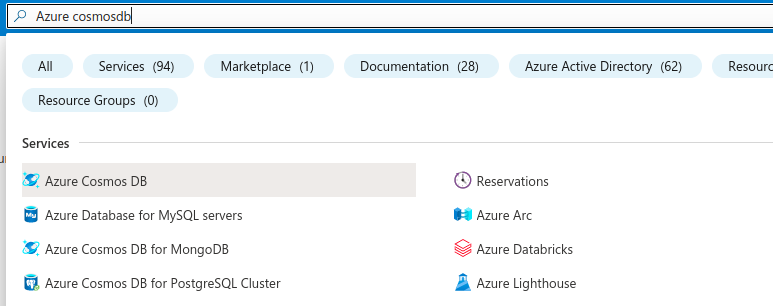 Azure cosmosdb
All
Services (94)
Marketplace (1)
Documentation (28)
Azure Active Directory (62)
Resourc
Resource Groups (0)
Services
Azure Cosmos DB
Azure Database for MySQL servers
Azure Cosmos DB for MongoDB
Azure Cosmos DB for PostgreSQL Cluster
Reservations
Azure Arc
Azure Databricks
Azure Lighthouse